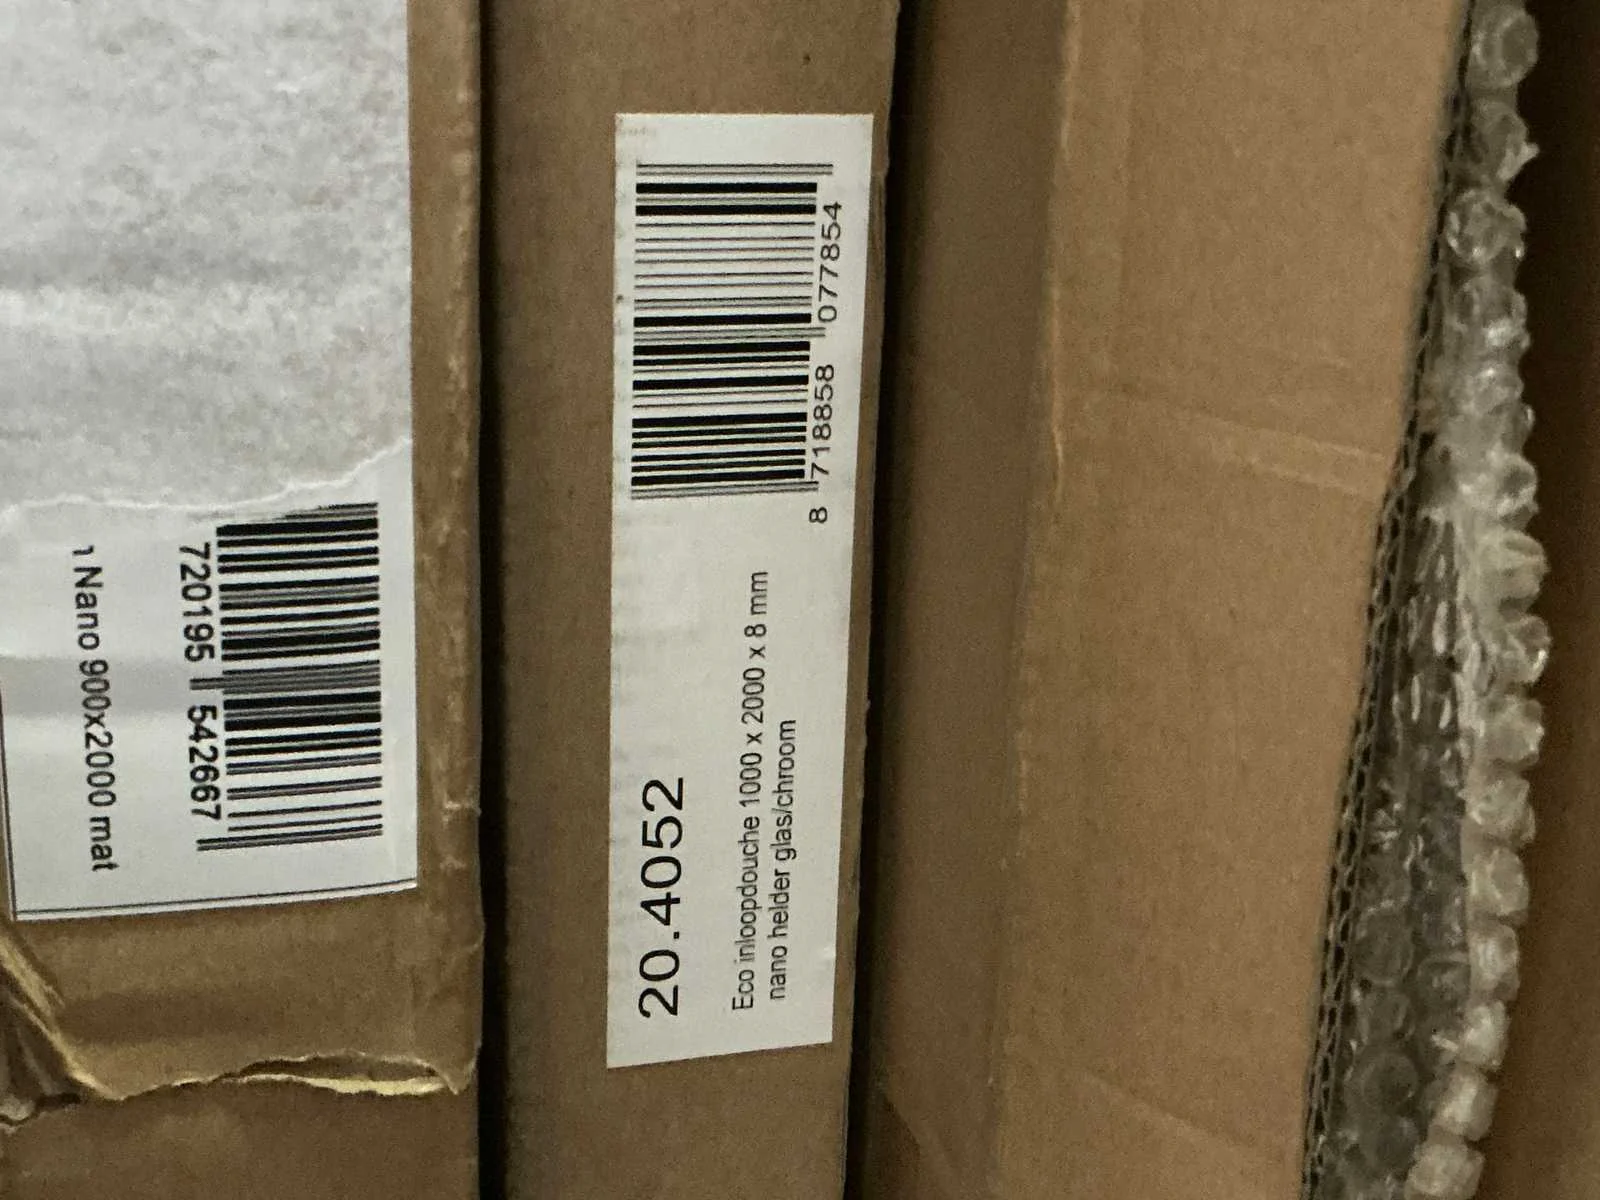 Nano 900x2000 mat
720195 542667
20.4052
Eco inloopdouche 1000 x 2000 x 8 mm
nano helder glas/chroom
8 718858 077854